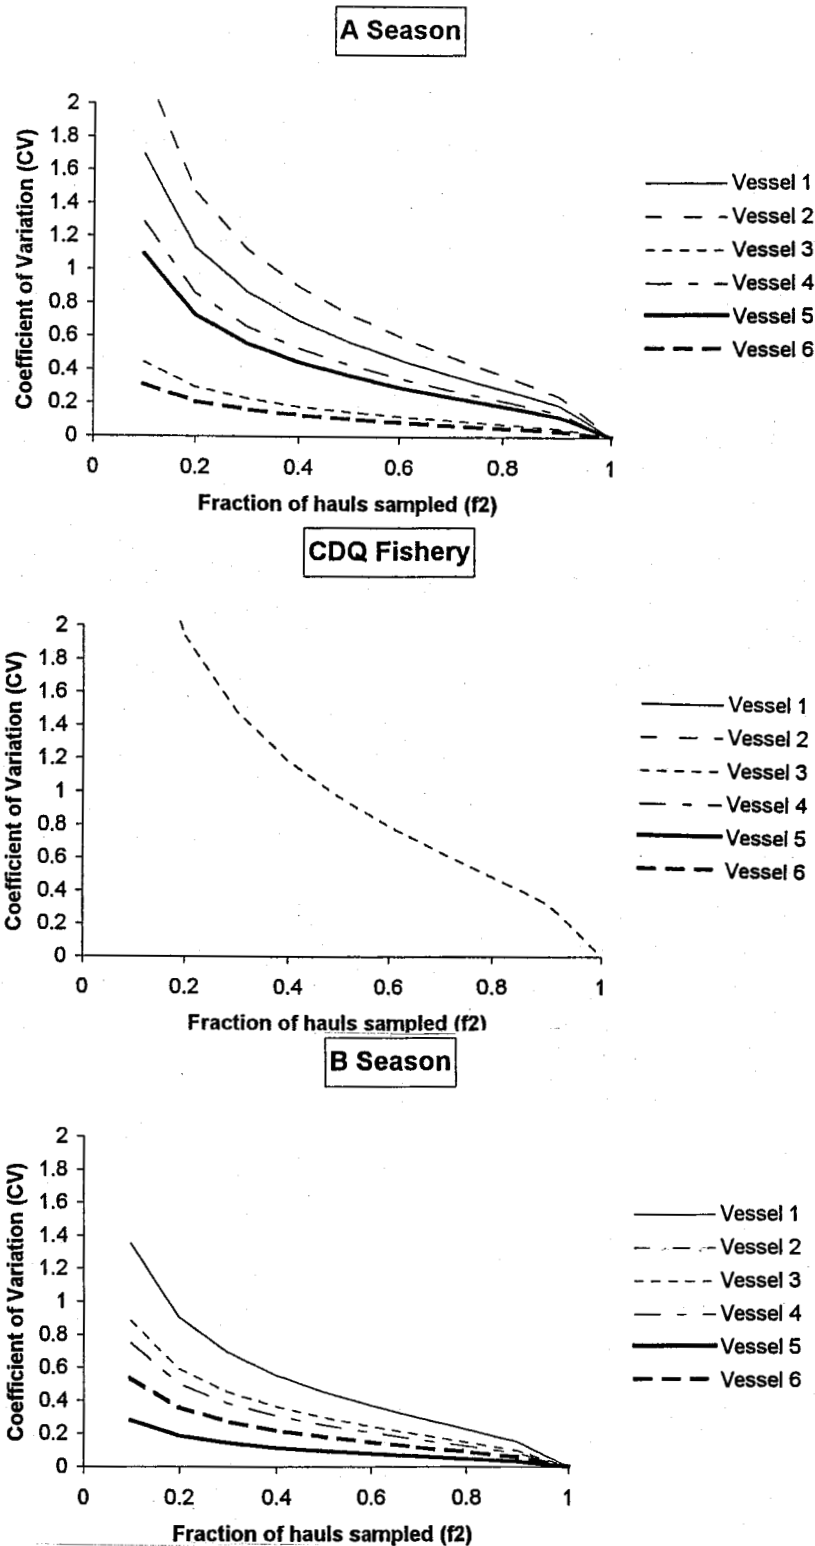 A Season
Coefficient of Variation (CV)
2
1.8
1.6
1.4
1.2
1
0.8
0.6
0.4
0.2
0
0 0.2 0.4 0.6 0.8 1
Fraction of hauls sampled (f2)
Vessel 1
Vessel 2
Vessel 3
Vessel 4
Vessel 5
Vessel 6
CDQ Fishery
Coefficient of Variation (CV)
2
1.8
1.6
1.4
1.2
1
0.8
0.6
0.4
0.2
0
0 0.2 0.4 0.6 0.8 1
Fraction of hauls sampled (f2)
Vessel 1
Vessel 2
Vessel 3
Vessel 4
Vessel 5
Vessel 6
B Season
Coefficient of Variation (CV)
2
1.8
1.6
1.4
1.2
1
0.8
0.6
0.4
0.2
0
0 0.2 0.4 0.6 0.8 1
Fraction of hauls sampled (f2)
Vessel 1
Vessel 2
Vessel 3
Vessel 4
Vessel 5
Vessel 6